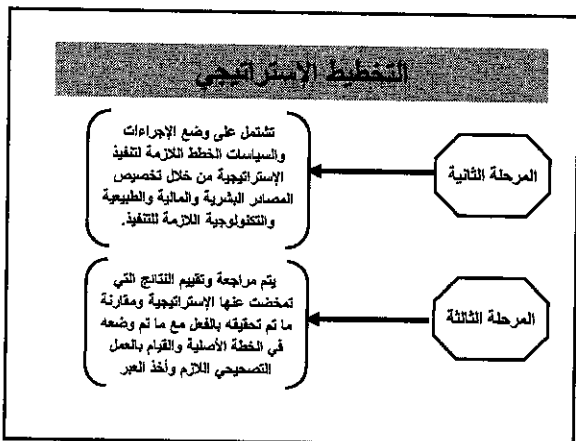 التخطيط الإستراتيجي
المرحلة الثانية
تشتمل على وضع الإجراءات
والسياسات الخطط اللازمة لتنفيذ
الإستراتيجية من خلال تخصيص
المصادر البشرية والمالية والطبيعية
والتكنولوجية اللازمة للتنفيذ.
المرحلة الثالثة
يتم مراجعة وتقييم النتائج التي
تمخضت عنها الإستراتيجية ومقارنة
ما تم تحقيقه بالفعل مع ما تم وضعه
في الخطة الأصلية والقيام بالعمل
التصحيحي اللازم وأخذ العبر